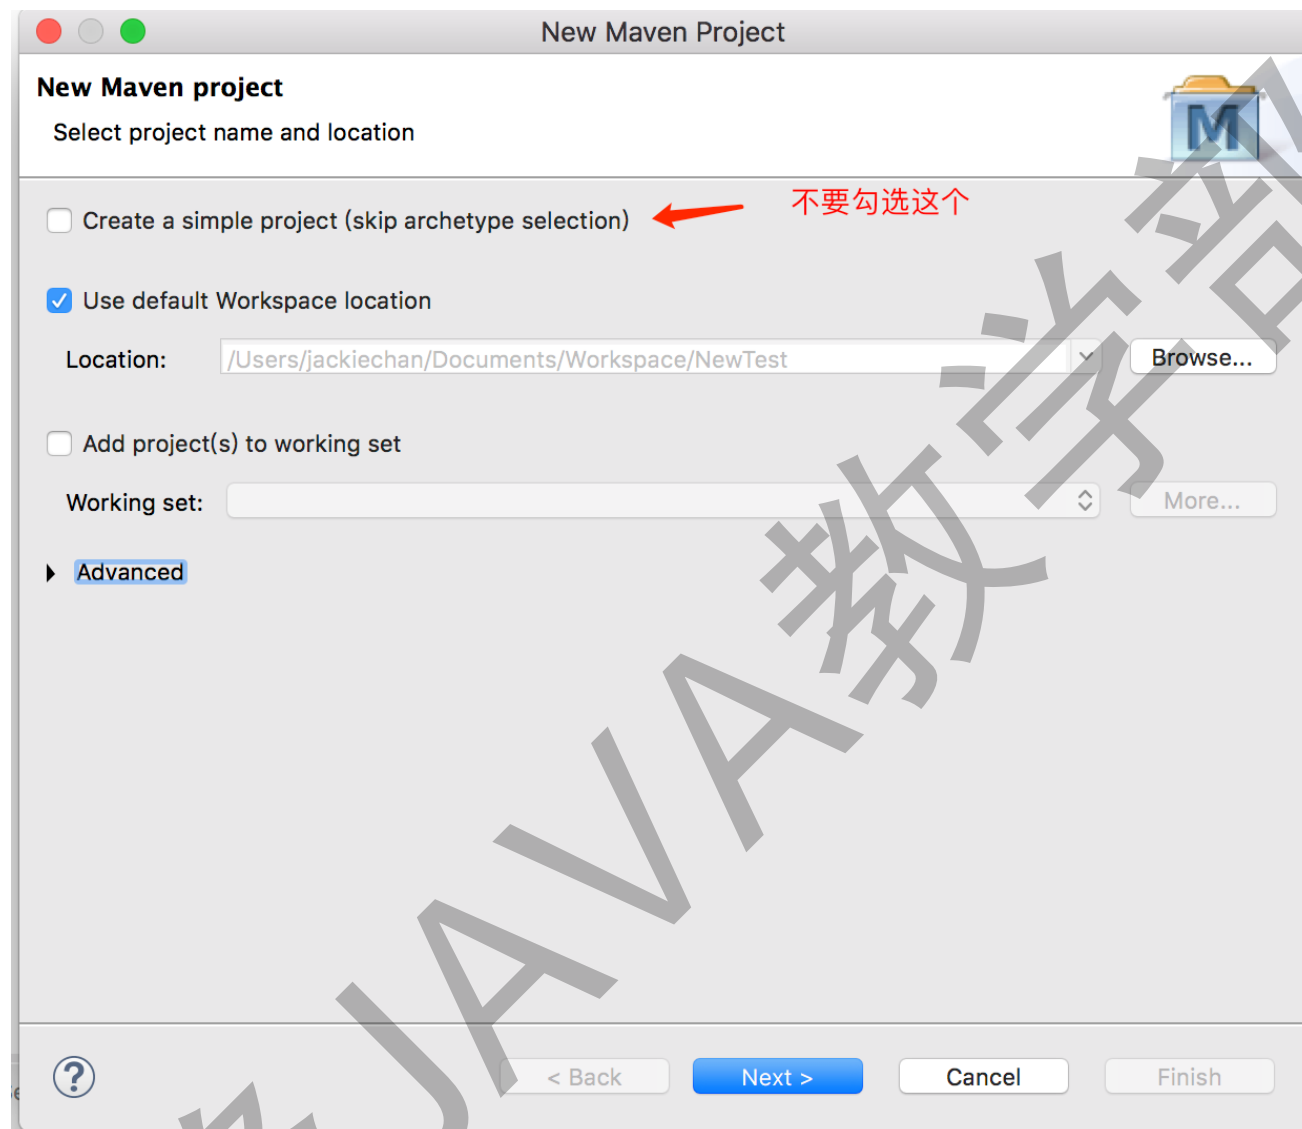 New Maven Project
New Maven project
Select project name and location
M
Create a simple project (skip archetype selection)
不要勾选这个
Use default Workspace location
Location:
/Users/jackiechan/Documents/Workspace/NewTest
Browse...
Add project(s) to working set
Working set:
More...
Advanced
?
< Back
Next >
Cancel
Finish
JAVA教学部